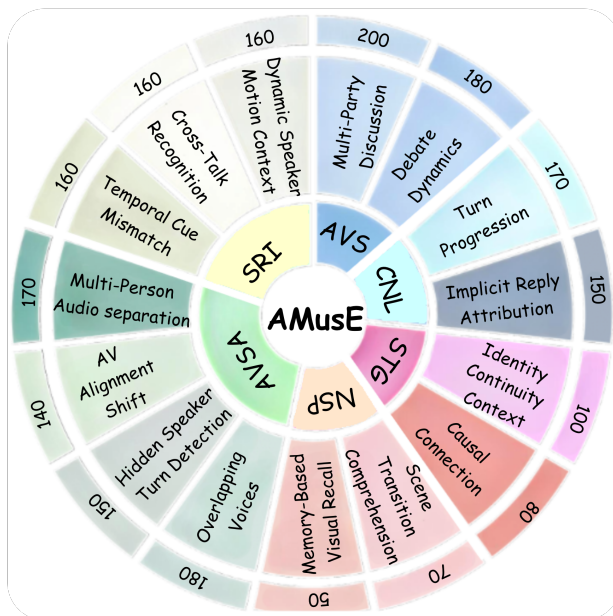 AMusE
AVS
CNL
STG
NSP
AVSA
SRI
200
Multi-Party
Discussion
180
Debate
Dynamics
170
Turn
Progression
150
Implicit Reply
Attribution
100
Identity
Continuity
Context
80
Causal
Connection
70
Scene
Transition
Comprehension
50
Memory-Based
Visual Recall
180
Overlapping
Voices
150
Hidden Speaker
Turn Detection
140
AV
Alignment
Shift
170
Multi-Person
Audio separation
160
Temporal Cue
Mismatch
160
Cross-Talk
Recognition
160
Dynamic Speaker
Motion Context